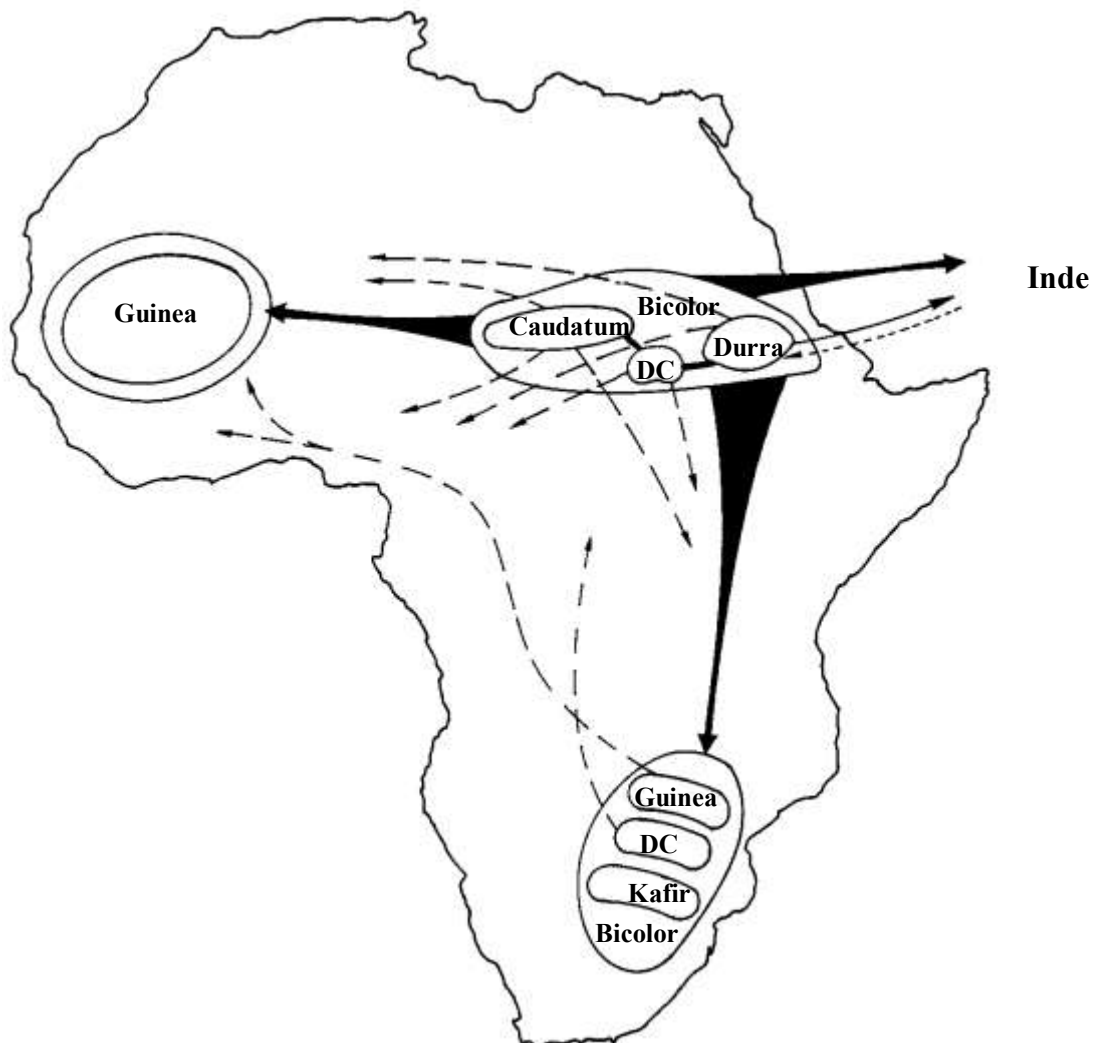 Inde
Bicolor
Guinea
Caudatum
Durra
DC
Guinea
DC
Kafir
Bicolor